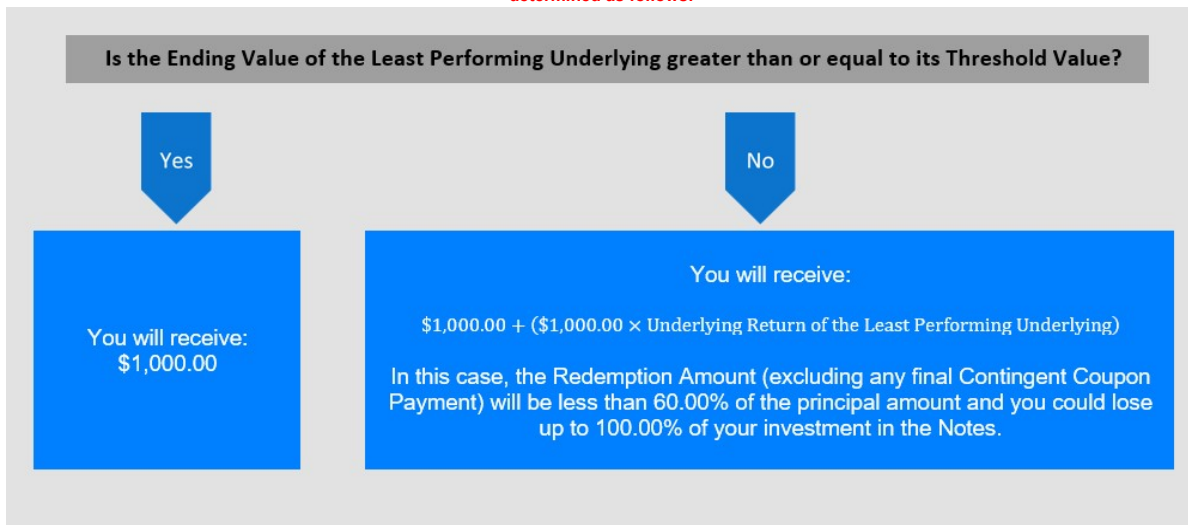 determined as follows:
Is the Ending Value of the Least Performing Underlying greater than or equal to its Threshold Value?
Yes
No
You will receive:
$1,000.00
You will receive:
$1,000.00 + ($1,000.00 × Underlying Return of the Least Performing Underlying)
In this case, the Redemption Amount (excluding any final Contingent Coupon
Payment) will be less than 60.00% of the principal amount and you could lose
up to 100.00% of your investment in the Notes.